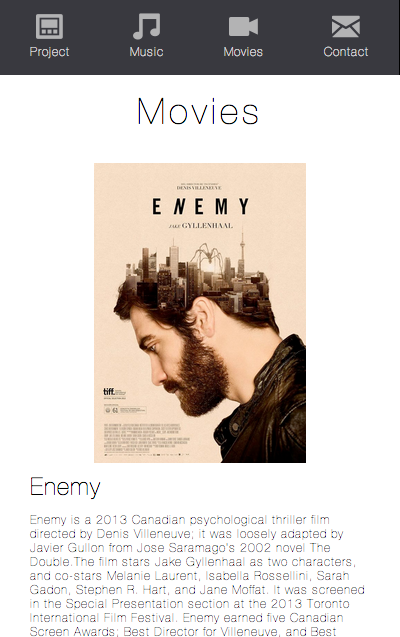 Project Music Movies Contact
Movies
DENIS VILLENEUVE
ENEMY
JAKE GYLLENHAAL
tiff.
Enemy
Enemy is a 2013 Canadian psychological thriller film
directed by Denis Villeneuve; it was loosely adapted by
Javier Gullon from Jose Saramago's 2002 novel The
Double.The film stars Jake Gyllenhaal as two characters,
and co-stars Melanie Laurent, Isabella Rossellini, Sarah
Gadon, Stephen R. Hart, and Jane Moffat. It was screened
in the Special Presentation section at the 2013 Toronto
International Film Festival. Enemy earned five Canadian
Screen Awards; Best Director for Villeneuve, and Best